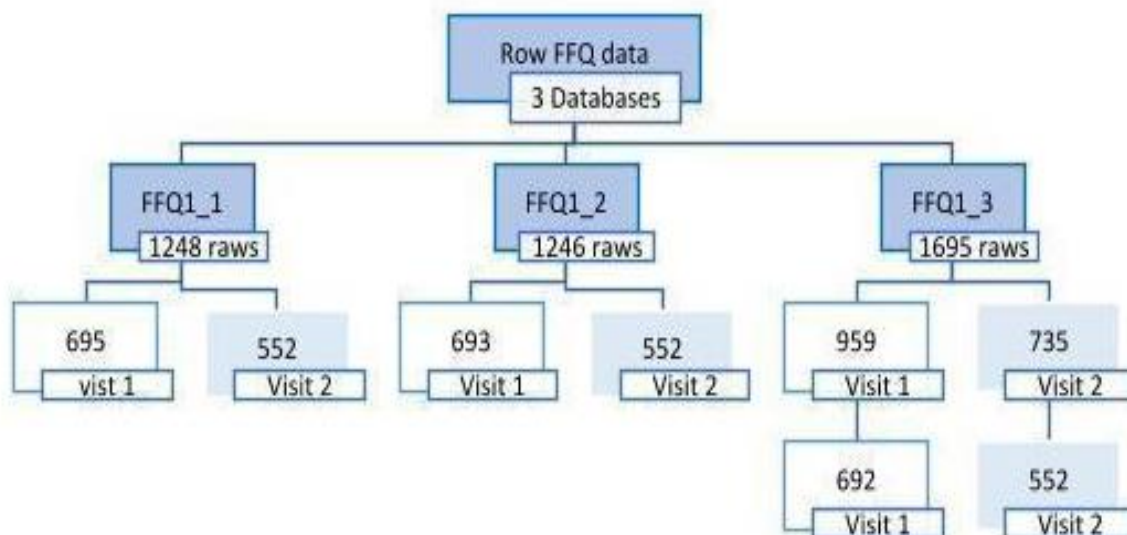 Row FFQ data
3 Databases
FFQ1_1
1248 raws
FFQ1_2
1246 raws
FFQ1_3
1695 raws
695
vist 1
552
Visit 2
693
Visit 1
552
Visit 2
959
Visit 1
735
Visit 2
692
Visit 1
552
Visit 2